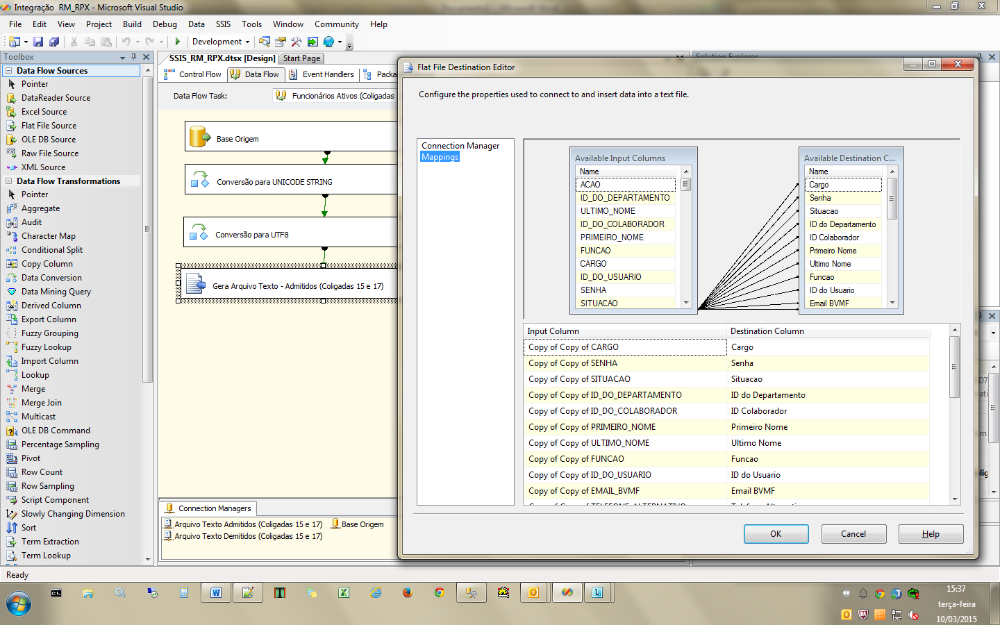 Integração RM_RPX - Microsoft Visual Studio
File Edit View Project Build Debug Data SSIS Tools Window Community Help
Development
Toolbox
Data Flow Sources
Pointer
DataReader Source
Excel Source
Flat File Source
OLE DB Source
Raw File Source
XML Source
Data Flow Transformations
Pointer
Aggregate
Audit
Character Map
Conditional Split
Copy Column
Data Conversion
Data Mining Query
Derived Column
Export Column
Fuzzy Grouping
Fuzzy Lookup
Import Column
Lookup
Merge
Merge Join
Multicast
OLE DB Command
Percentage Sampling
Pivot
Row Count
Row Sampling
Script Component
Slowly Changing Dimension
Sort
Term Extraction
Term Lookup
SSIS_RM_RPX.dtsx [Design] Start Page
Control Flow Data Flow Event Handlers Packa
Data Flow Task: Funcionários Ativos (Coligadas
Base Origem
Conversão para UNICODE STRING
Conversão para UTF8
Gera Arquivo Texto - Admitidos (Coligadas 15 e 17)
Connection Managers
Arquivo Texto Admitidos (Coligadas 15 e 17) Base Origem
Arquivo Texto Demitidos (Coligadas 15 e 17)
Solution Explorer
Flat File Destination Editor
Configure the properties used to connect to and insert data into a text file.
Connection Manager
Mappings
Available Input Columns
Name
ACAO
ID_DO_DEPARTAMENTO
ULTIMO_NOME
ID_DO_COLABORADOR
PRIMEIRO_NOME
FUNCAO
CARGO
ID_DO_USUARIO
SENHA
SITUACAO
Available Destination C...
Name
Cargo
Senha
Situacao
ID do Departamento
ID Colaborador
Primeiro Nome
Ultimo Nome
Funcao
ID do Usuario
Email BVMF
Input Column Destination Column
Copy of Copy of CARGO Cargo
Copy of Copy of SENHA Senha
Copy of Copy of SITUACAO Situacao
Copy of Copy of ID_DO_DEPARTAMENTO ID do Departamento
Copy of Copy of ID_DO_COLABORADOR ID Colaborador
Copy of Copy of PRIMEIRO_NOME Primeiro Nome
Copy of Copy of ULTIMO_NOME Ultimo Nome
Copy of Copy of FUNCAO Funcao
Copy of Copy of ID_DO_USUARIO ID do Usuario
Copy of Copy of EMAIL_BVMF Email BVMF
OK Cancel Help
Ready
15:37
terça-feira
10/03/2015